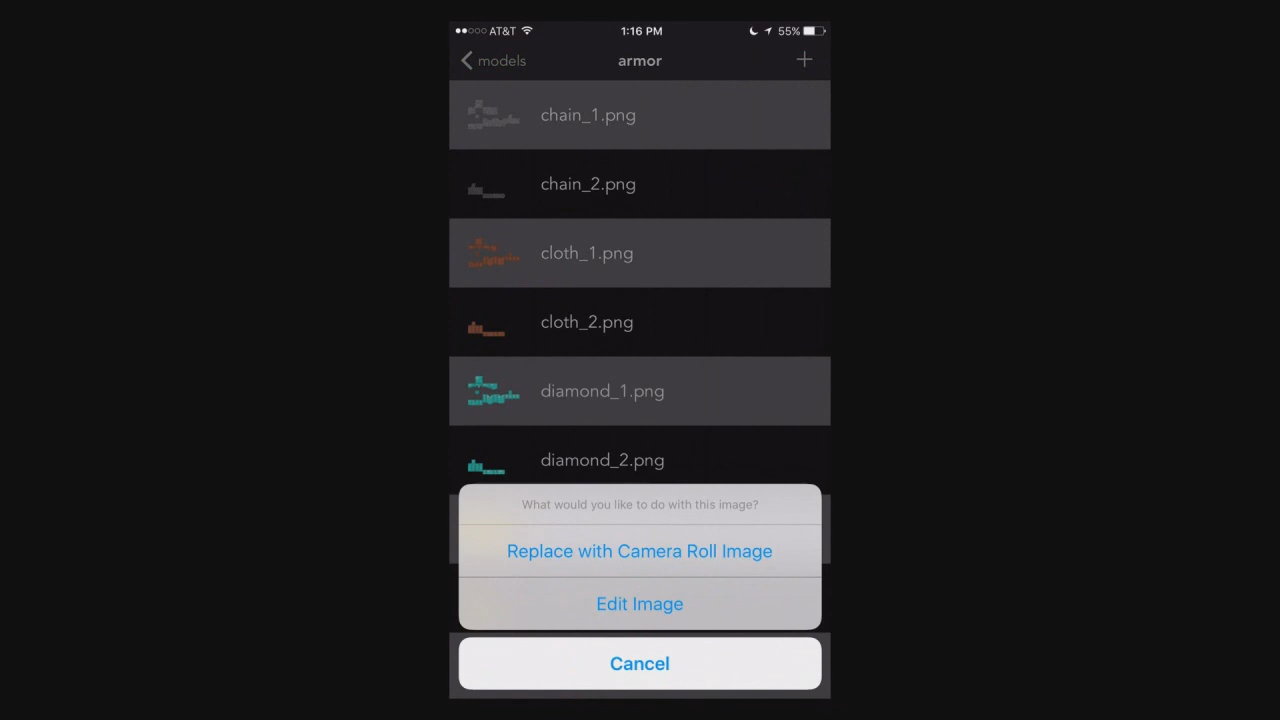 AT&T 1:16 PM 55%
models armor +
chain_1.png
chain_2.png
cloth_1.png
cloth_2.png
diamond_1.png
diamond_2.png
What would you like to do with this image?
Replace with Camera Roll Image
Edit Image
Cancel